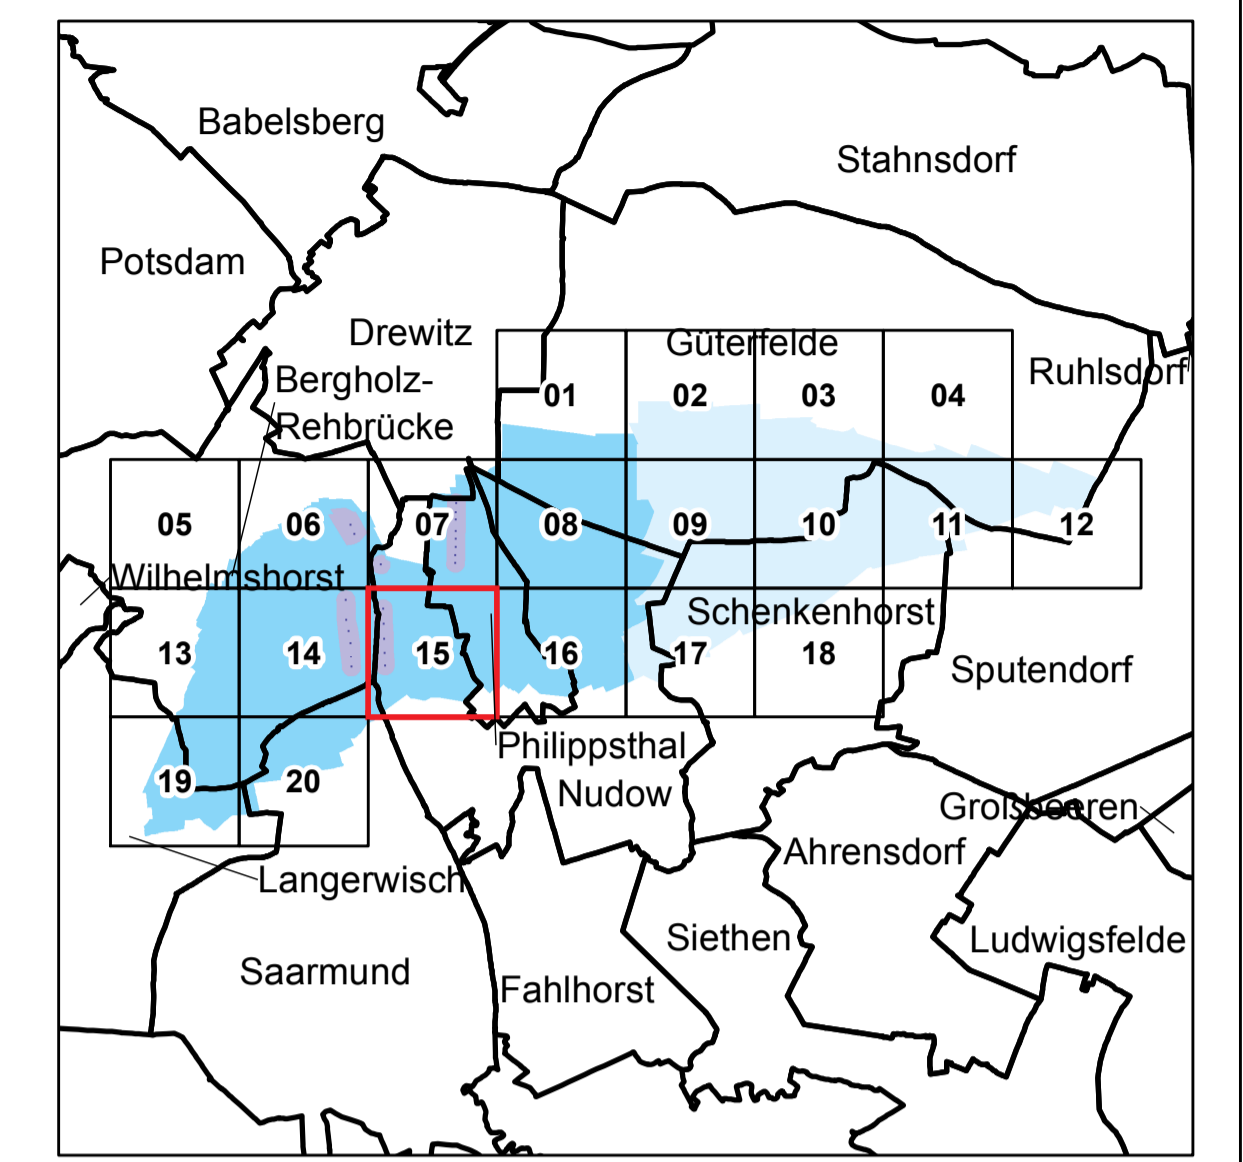 Babelsberg
Stahnsdorf
Potsdam
Drewitz
Güterfelde
Ruhlsdorf
Bergholz-
Rehbrücke
01 02 03 04
05 06 07 08 09 10 11 12
Wilhelmshorst
Schenkenhorst
13 14 15 16 17 18
Sputendorf
Philippsthal
19 20
Nudow
Großbeeren
Ahrensdorf
Langerwisch
Siethen
Ludwigsfelde
Saarmund
Fahlhorst